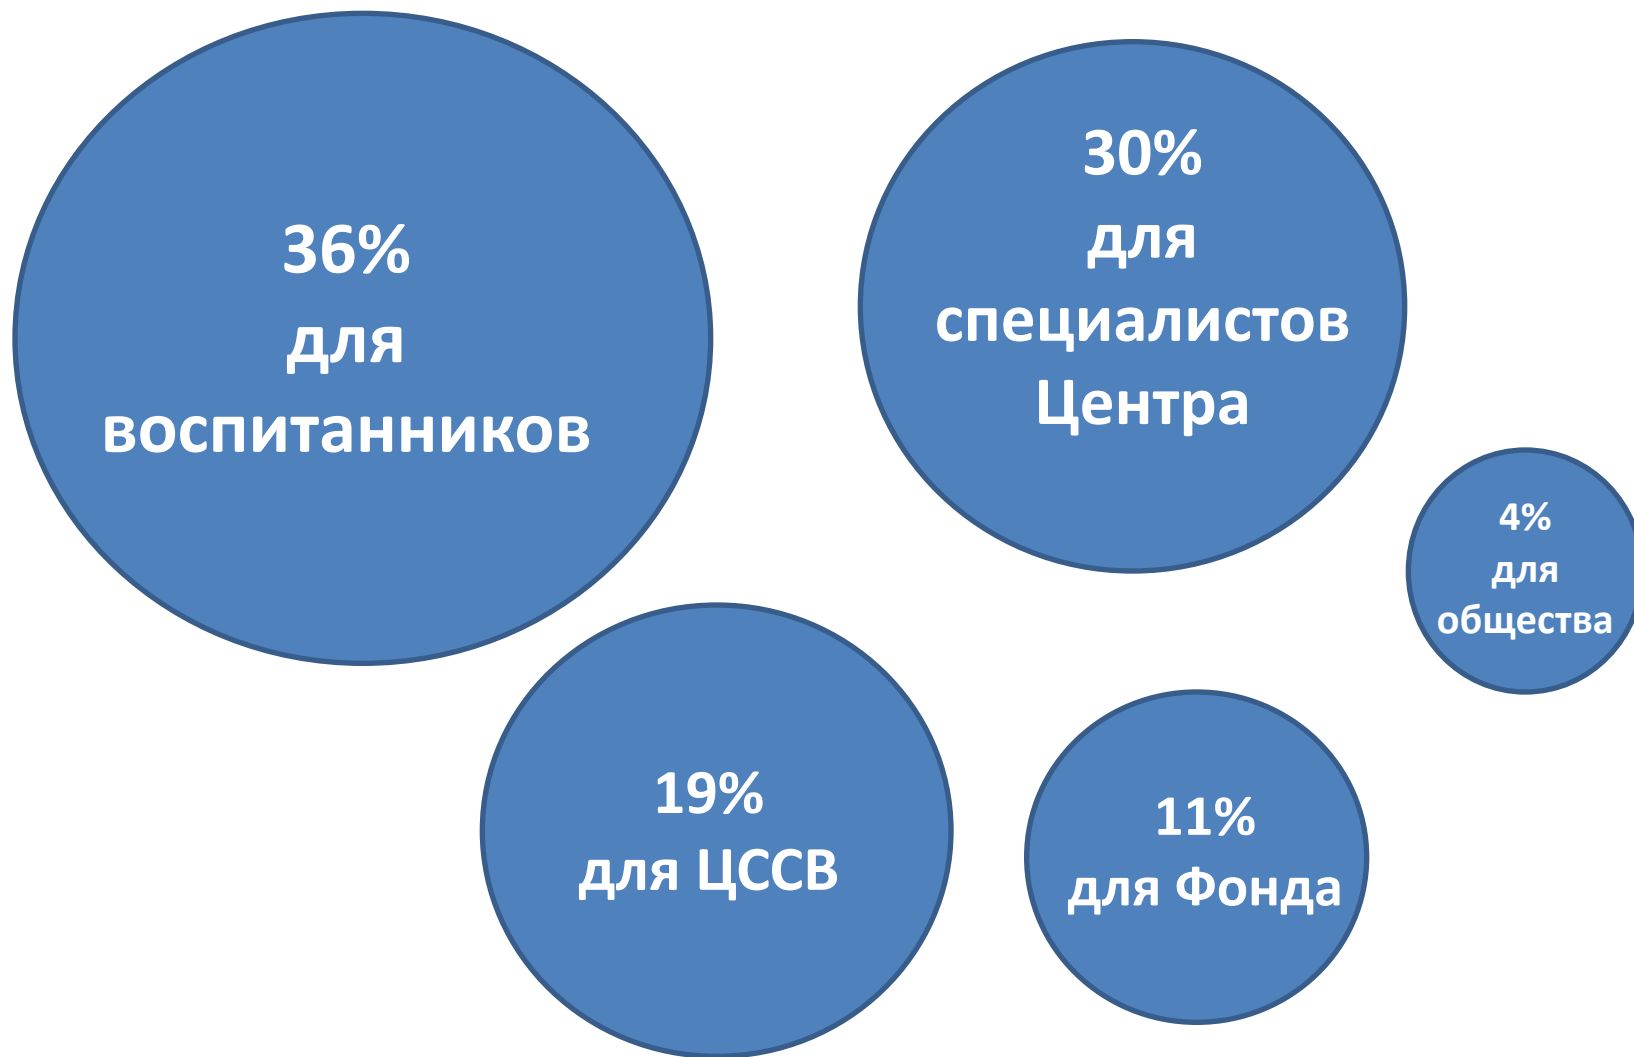 36%
для
воспитанников
30%
для
специалистов
Центра
4%
для
общества
19%
для ЦССВ
11%
для Фонда